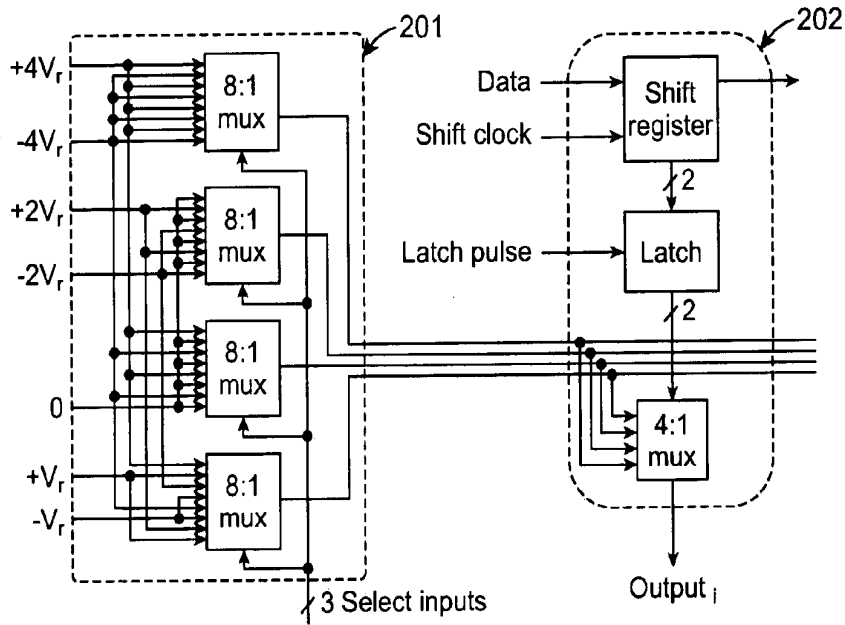 201
202
+4Vr
8:1
mux
-4Vr
Data
Shift clock
Shift
register
2
+2Vr
8:1
mux
-2Vr
Latch pulse
Latch
2
8:1
mux
0
4:1
mux
+Vr
8:1
mux
-Vr
3 Select inputs
Output i